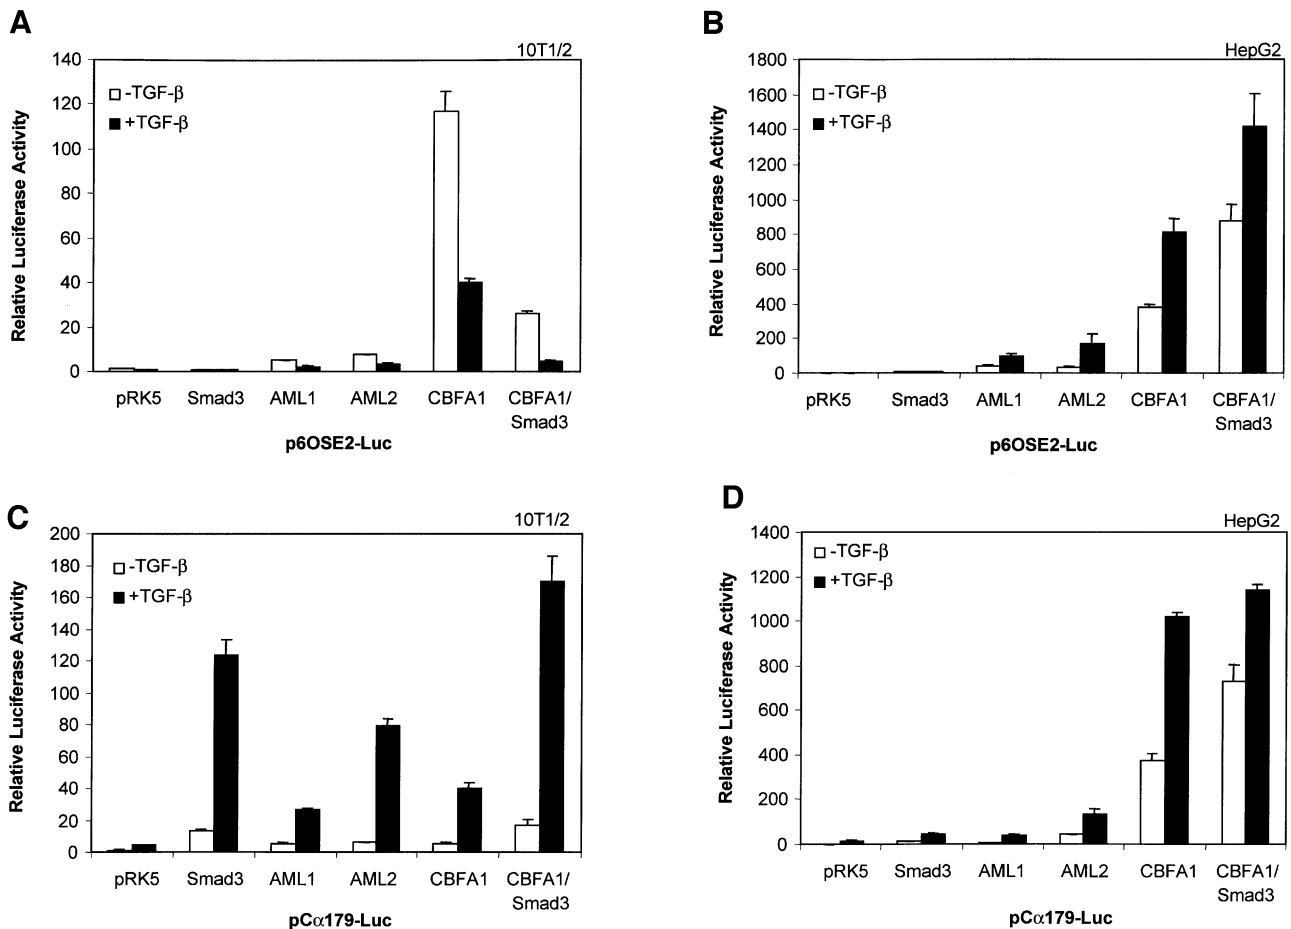 A
10T1/2
Relative Luciferase Activity
140
120
100
80
60
40
20
0
-TGF-β
+TGF-β
pRK5 Smad3 AML1 AML2 CBFA1 CBFA1/
Smad3
p6OSE2-Luc
B
HepG2
Relative Luciferase Activity
1800
1600
1400
1200
1000
800
600
400
200
0
-TGF-β
+TGF-β
pRK5 Smad3 AML1 AML2 CBFA1 CBFA1/
Smad3
p6OSE2-Luc
C
10T1/2
Relative Luciferase Activity
200
180
160
140
120
100
80
60
40
20
0
-TGF-β
+TGF-β
pRK5 Smad3 AML1 AML2 CBFA1 CBFA1/
Smad3
pCα179-Luc
D
HepG2
Relative Luciferase Activity
1400
1200
1000
800
600
400
200
0
-TGF-β
+TGF-β
pRK5 Smad3 AML1 AML2 CBFA1 CBFA1/
Smad3
pCα179-Luc